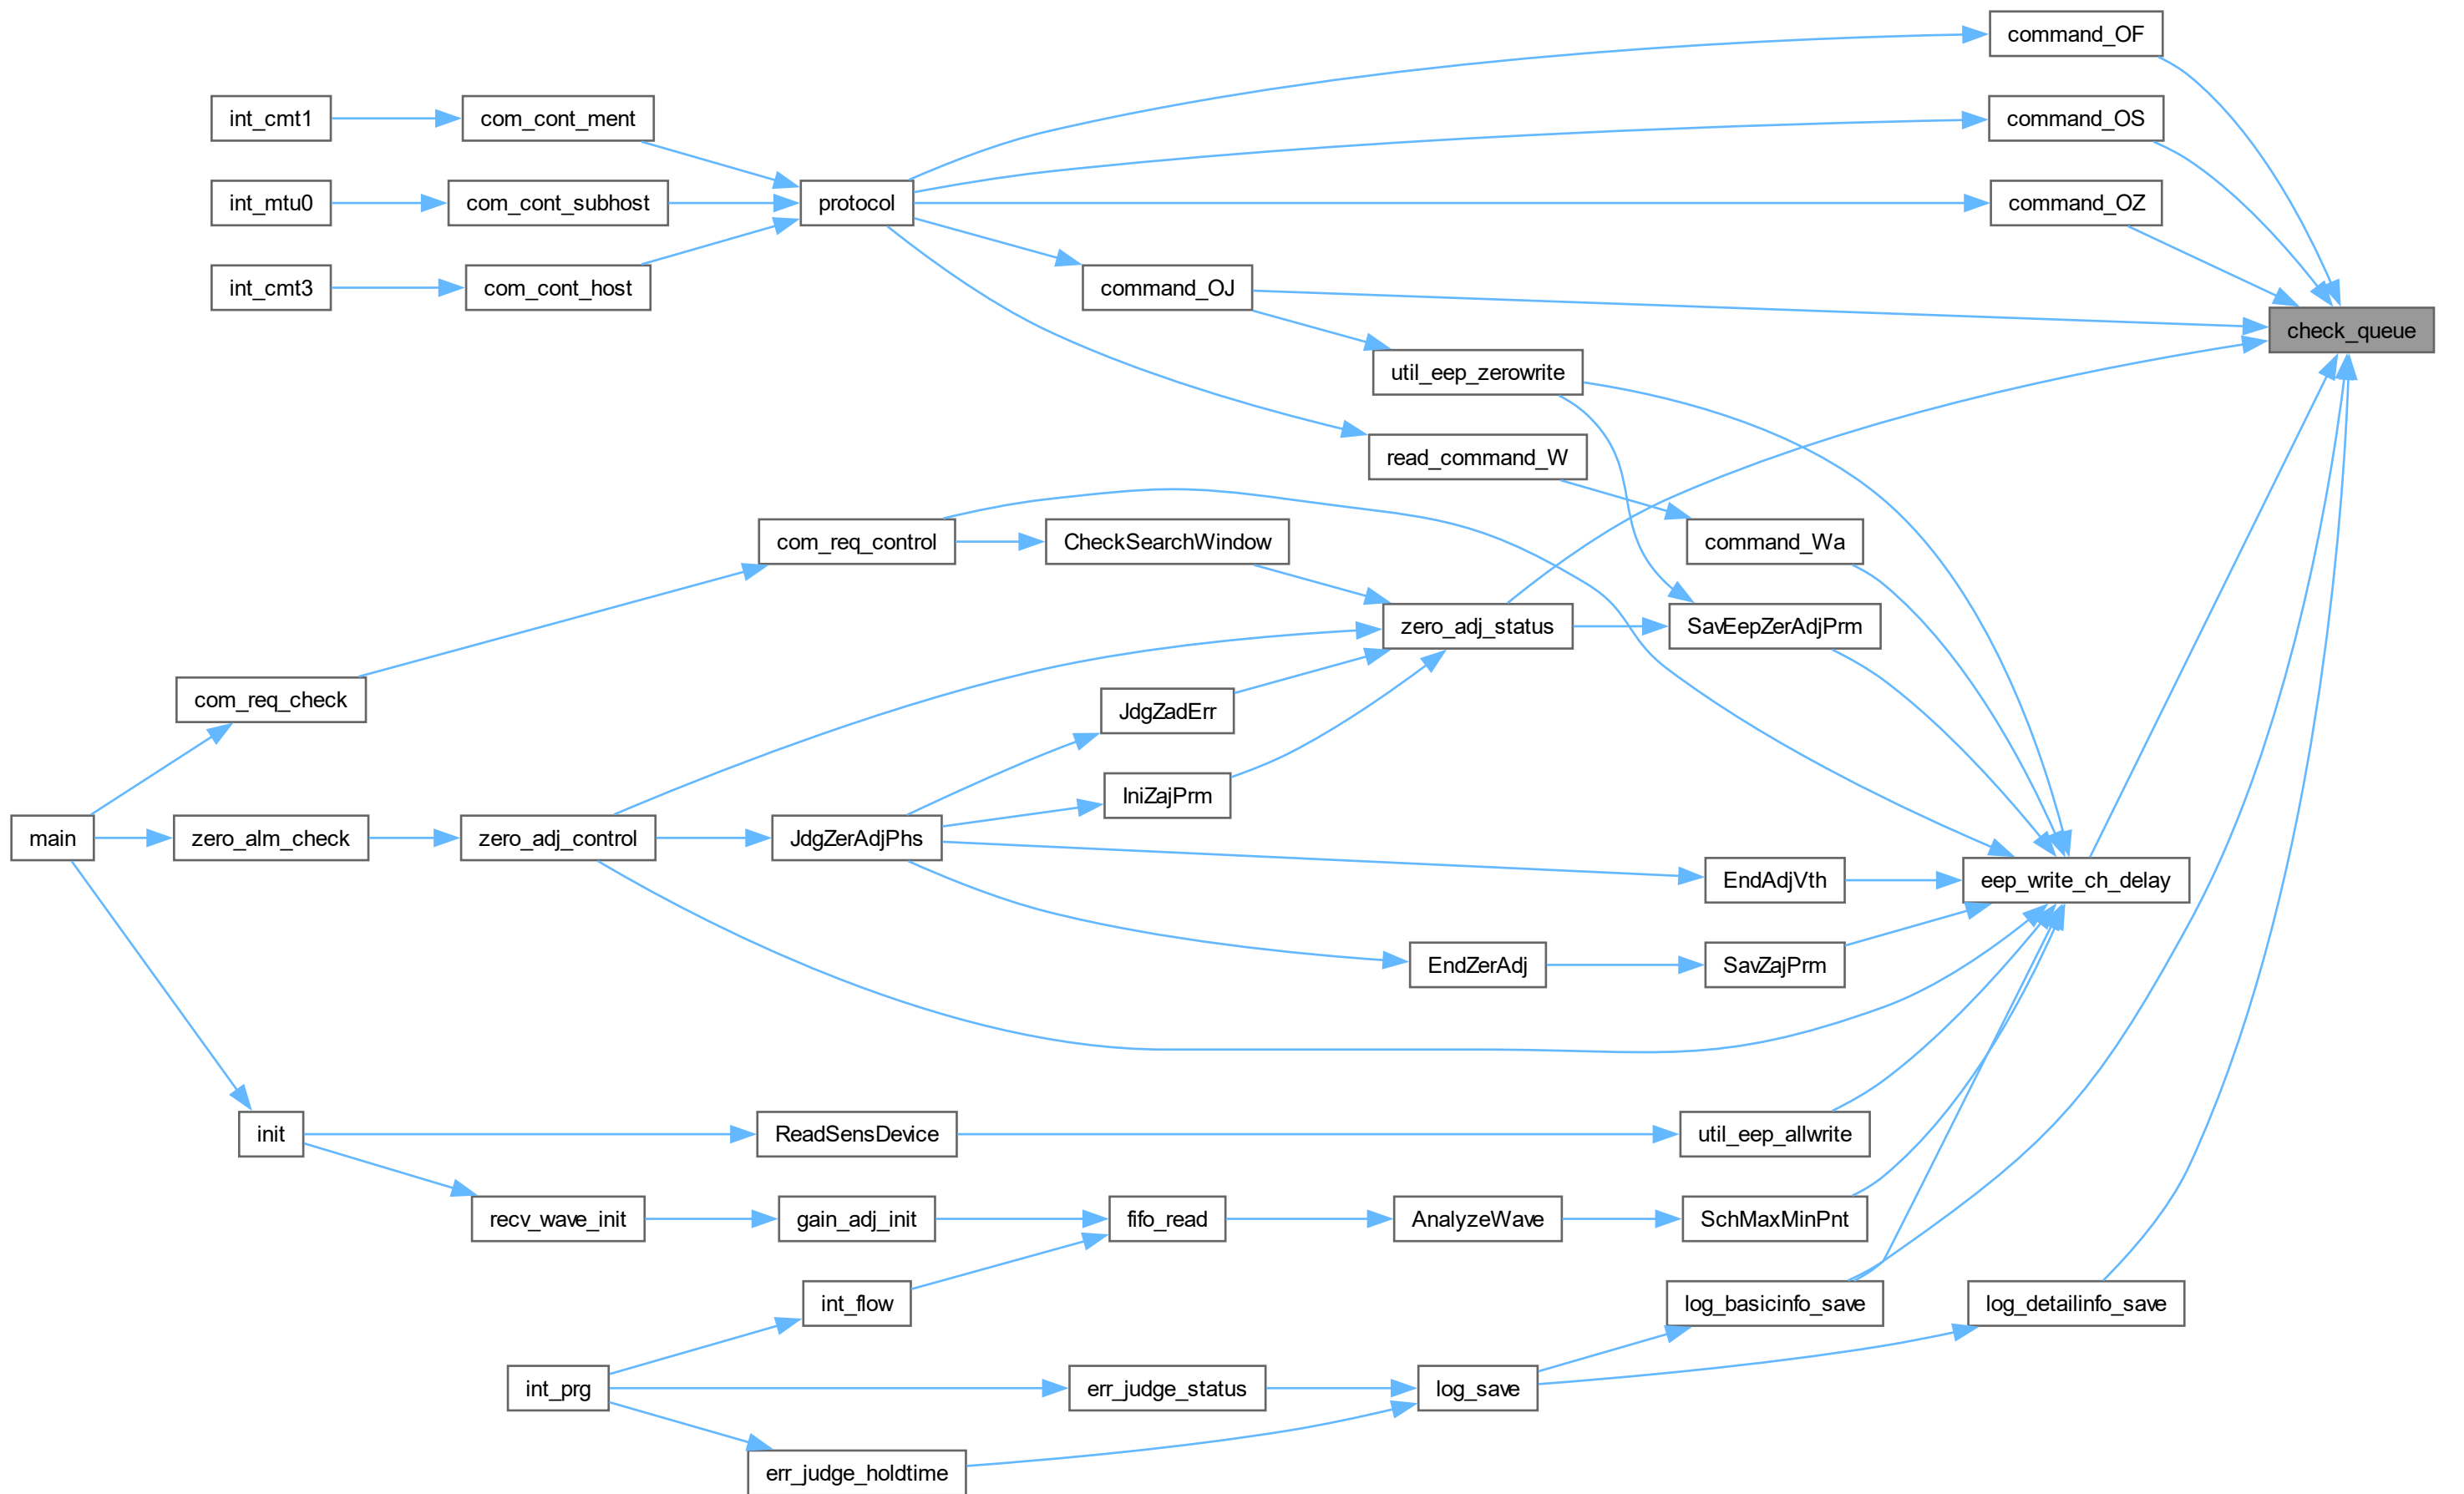 command_OF
int_cmt1
com_cont_ment
command_OS
int_mtu0
com_cont_subhost
protocol
command_OZ
int_cmt3
com_cont_host
command_OJ
check_queue
util_eep_zerowrite
read_command_W
com_req_control
CheckSearchWindow
command_Wa
zero_adj_status
SavEepZerAdjPrm
com_req_check
JdgZadErr
IniZajPrm
main
zero_alm_check
zero_adj_control
JdgZerAdjPhs
EndAdjVth
eep_write_ch_delay
EndZerAdj
SavZajPrm
init
ReadSensDevice
util_eep_allwrite
recv_wave_init
gain_adj_init
fifo_read
AnalyzeWave
SchMaxMinPnt
int_flow
log_basicinfo_save
log_detailinfo_save
int_prg
err_judge_status
log_save
err_judge_holdtime